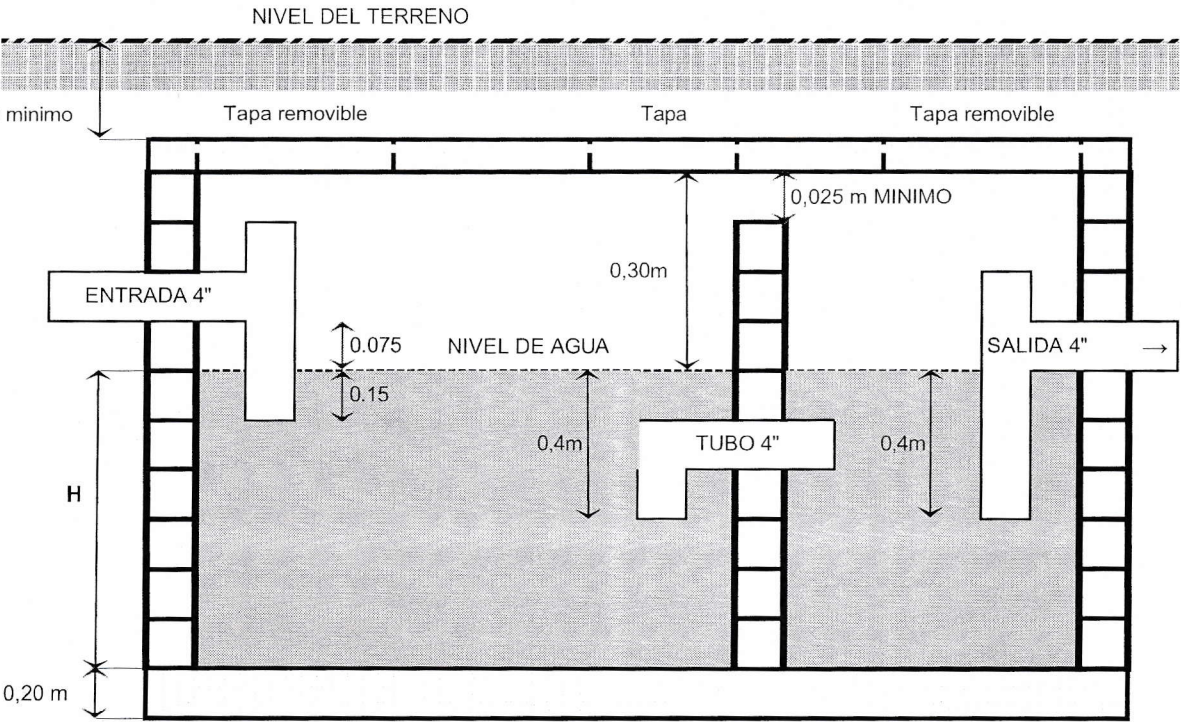 NIVEL DEL TERRENO
minimo
Tapa removible
Tapa
Tapa removible
0,025 m MINIMO
0,30m
ENTRADA 4"
0.075
NIVEL DE AGUA
SALIDA 4" →
0.15
0,4m
TUBO 4"
0,4m
H
0,20 m